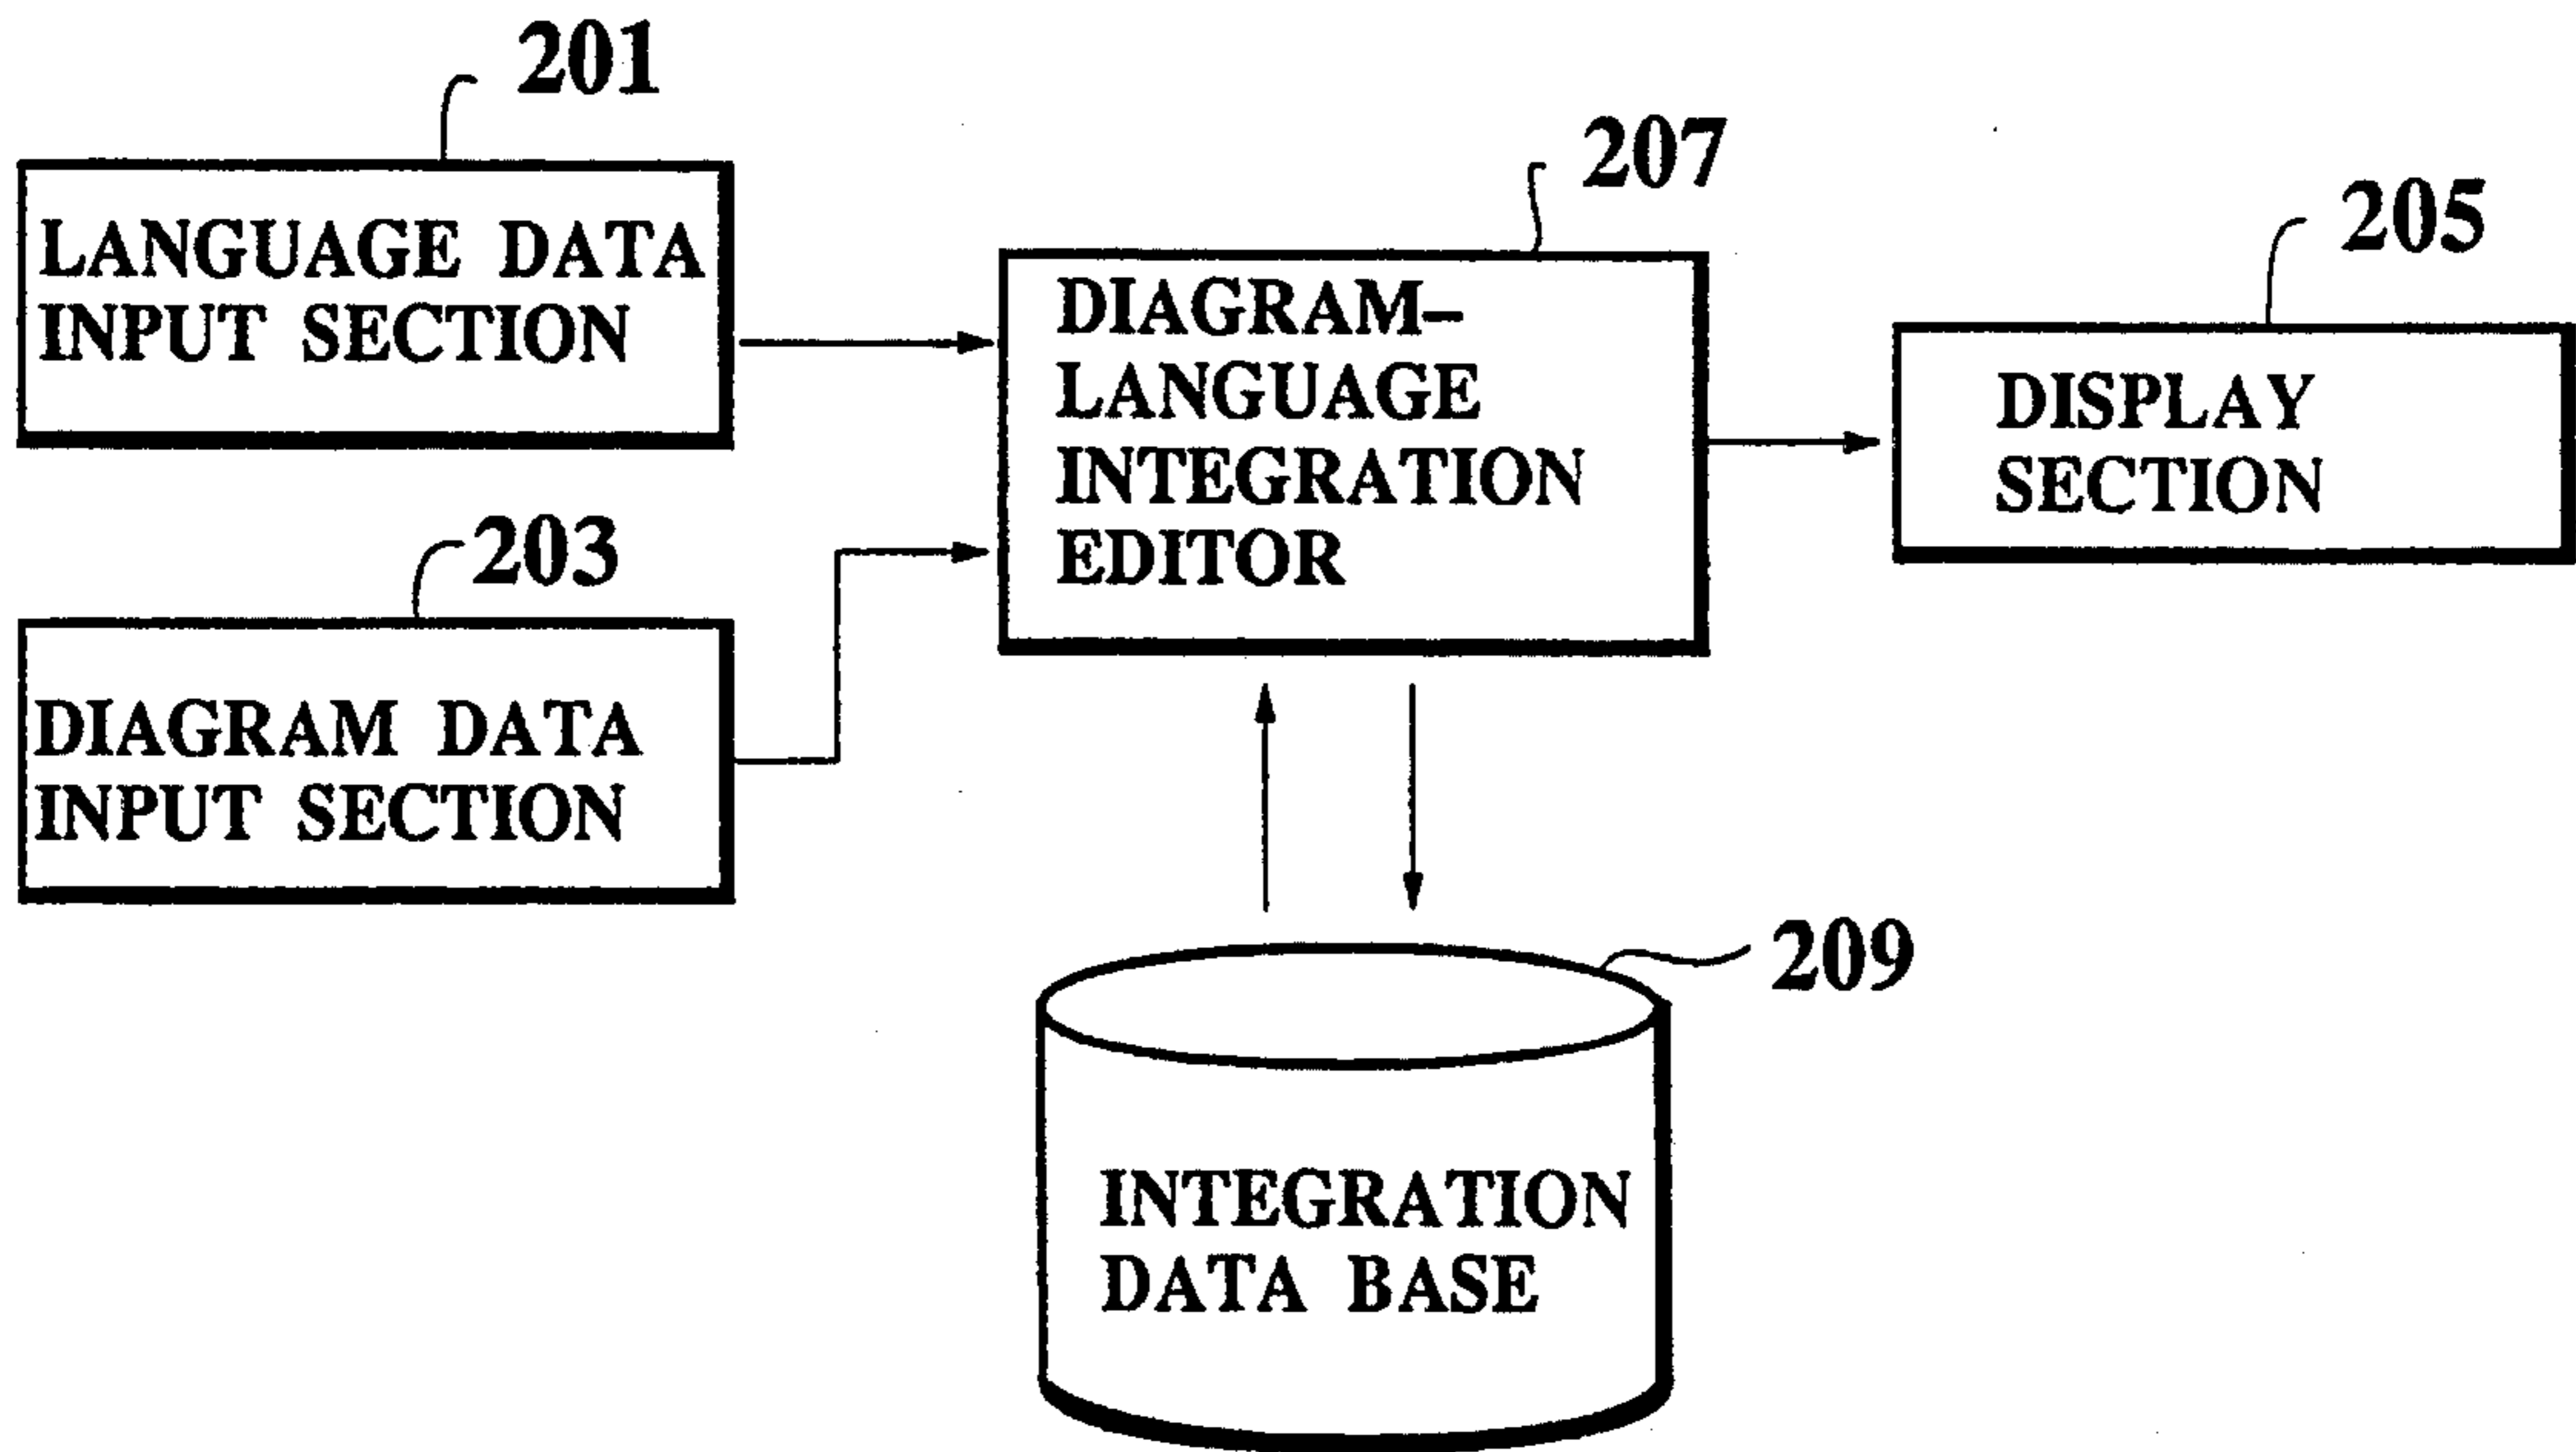 201
LANGUAGE DATA
INPUT SECTION
203
DIAGRAM DATA
INPUT SECTION
207
DIAGRAM–
LANGUAGE
INTEGRATION
EDITOR
205
DISPLAY
SECTION
209
INTEGRATION
DATA BASE